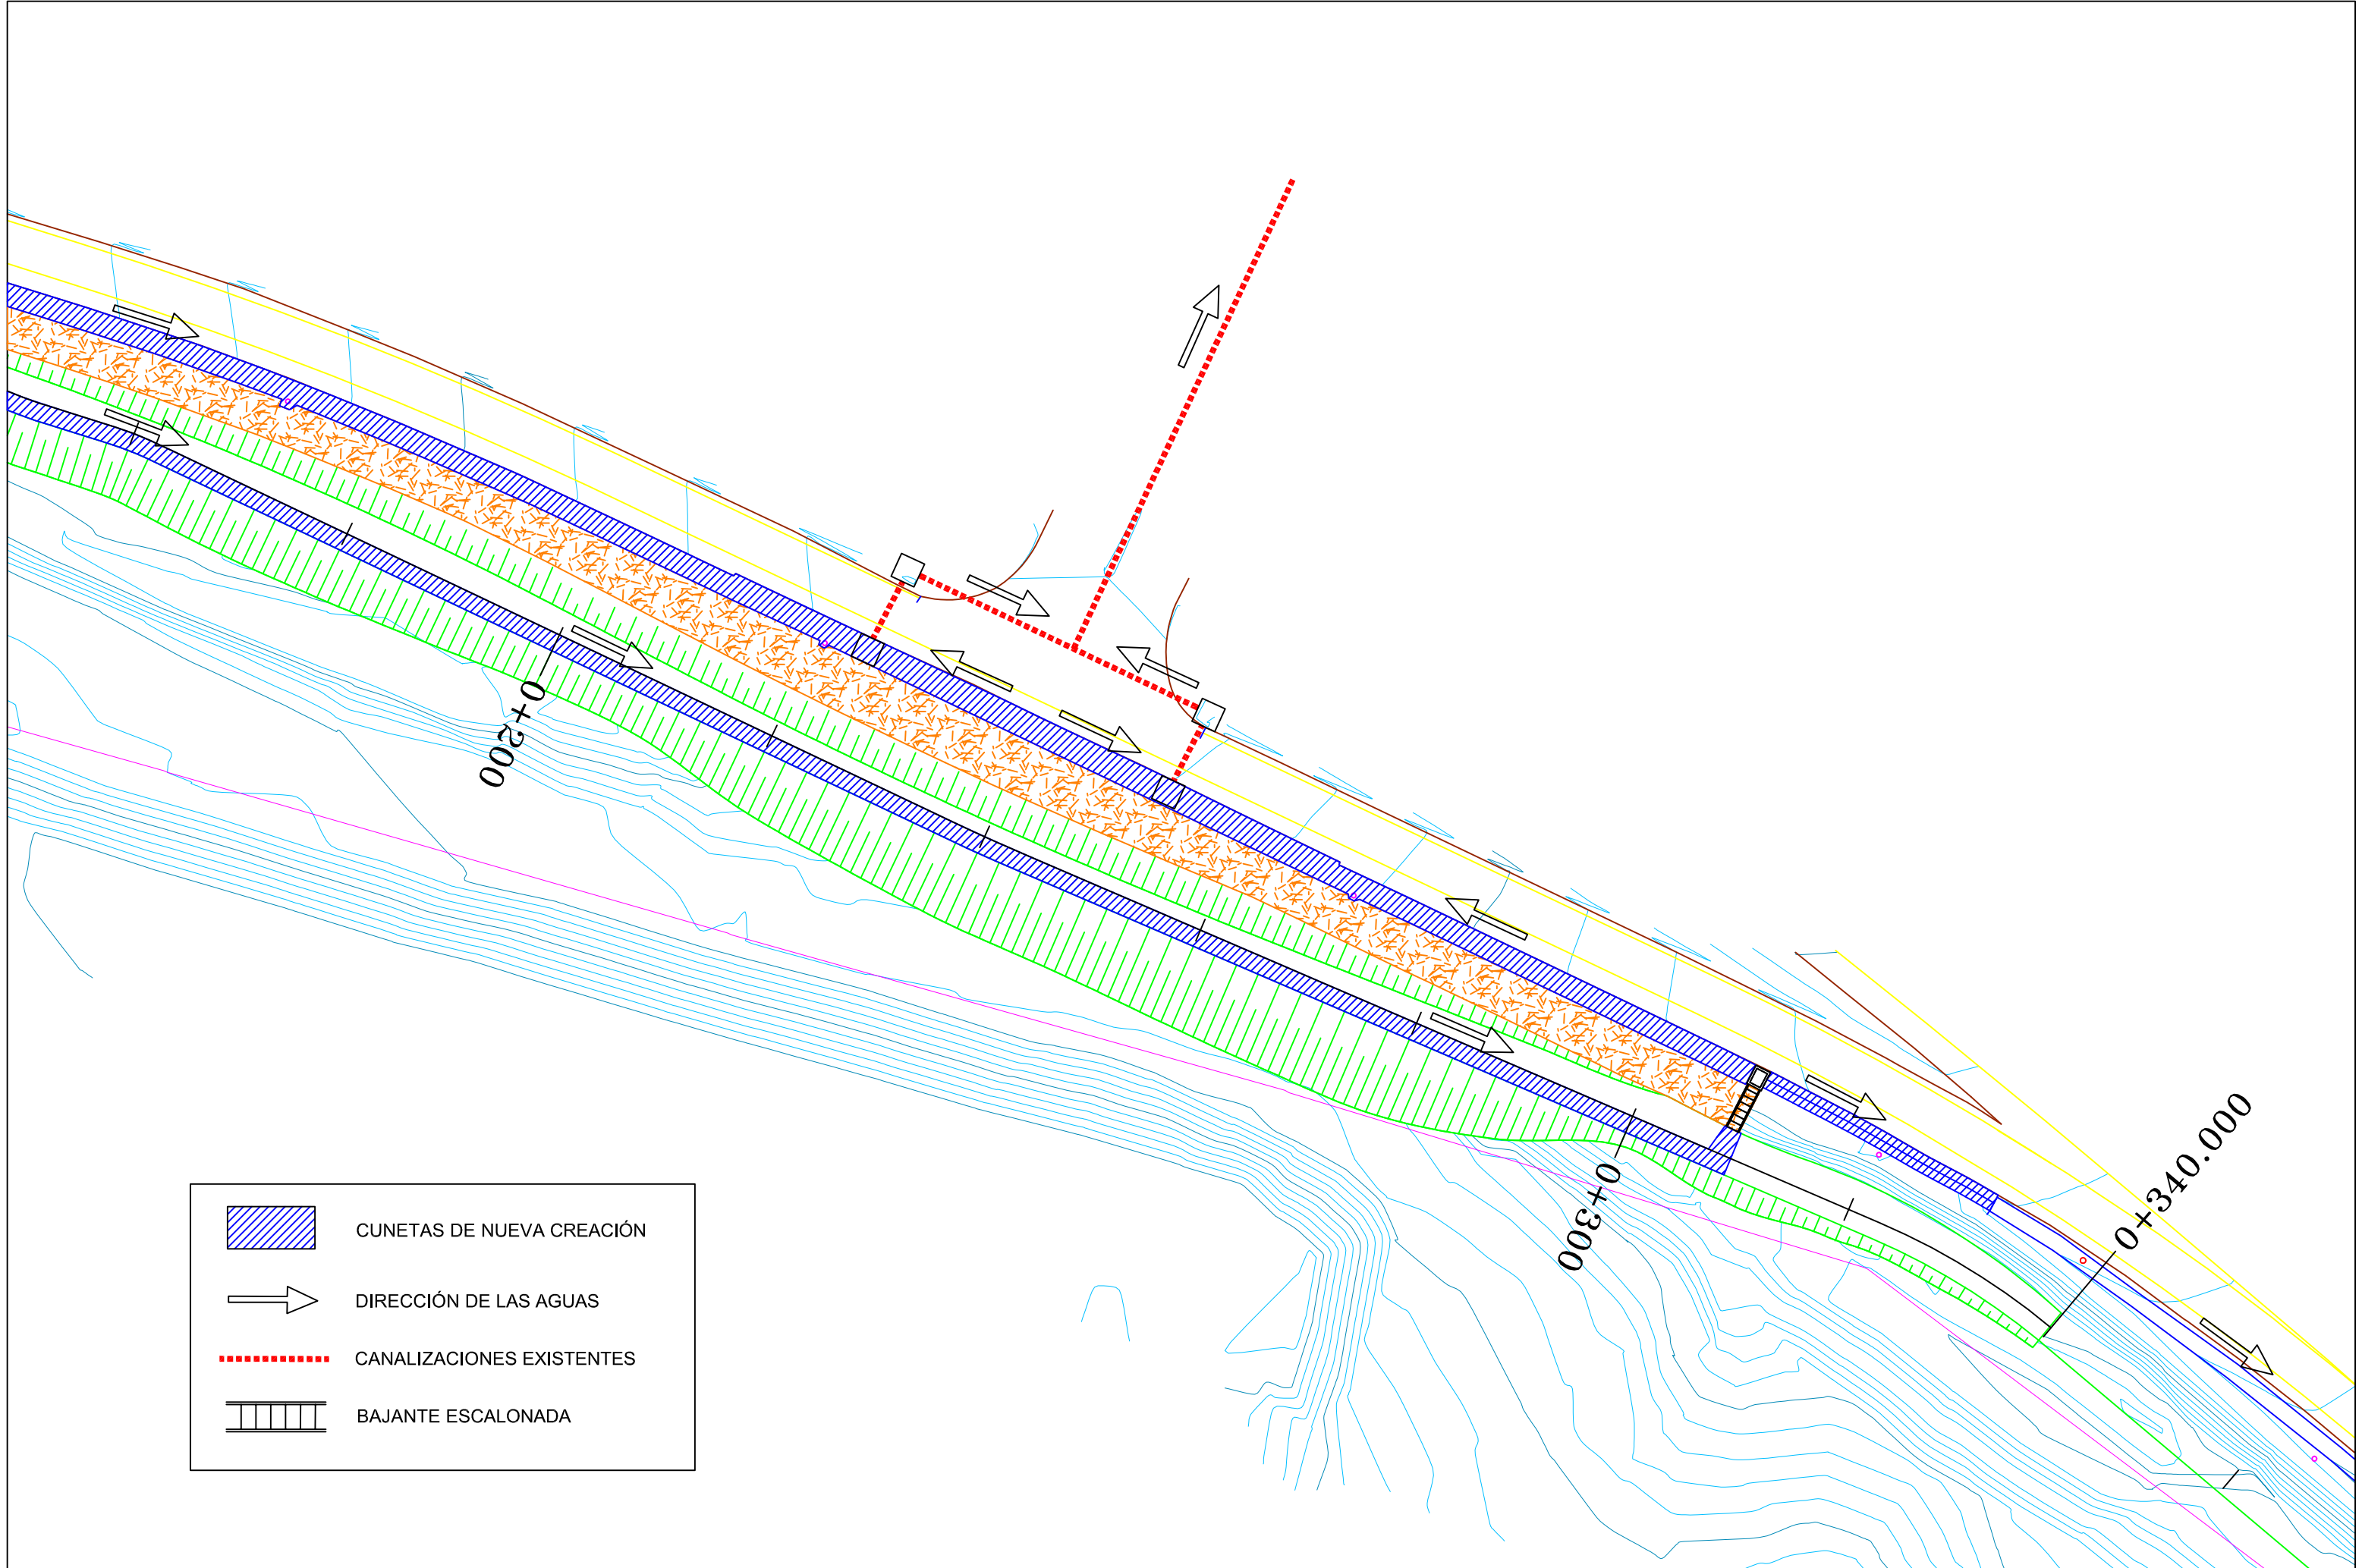 0+200
0+300
0+340.000
CUNETAS DE NUEVA CREACIÓN
DIRECCIÓN DE LAS AGUAS
CANALIZACIONES EXISTENTES
BAJANTE ESCALONADA